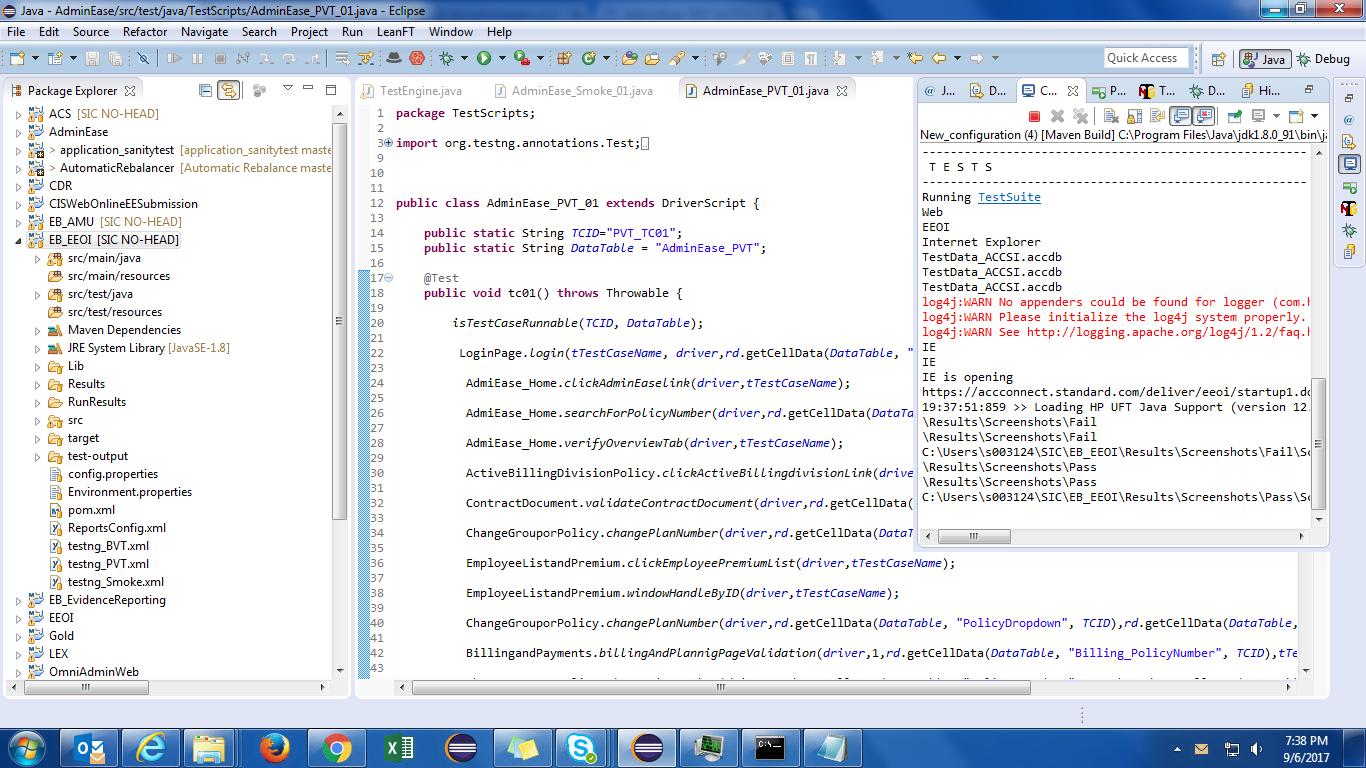 Java - AdminEase/src/test/java/TestScripts/AdminEase_PVT_01.java - Eclipse
File Edit Source Refactor Navigate Search Project Run LeanFT Window Help
Quick Access
Java
Debug
Package Explorer
ACS [SIC NO-HEAD]
AdminEase
> application_sanitytest [application_sanitytest maste
> AutomaticRebalancer [Automatic Rebalance maste
CDR
CISWebOnlineEESubmission
EB_AMU [SIC NO-HEAD]
EB_EEOI [SIC NO-HEAD]
src/main/java
src/main/resources
src/test/java
src/test/resources
Maven Dependencies
JRE System Library [JavaSE-1.8]
Lib
Results
RunResults
src
target
test-output
config.properties
Environment.properties
pom.xml
ReportsConfig.xml
testng_BVT.xml
testng_PVT.xml
testng_Smoke.xml
EB_EvidenceReporting
EEOI
Gold
LEX
OmniAdminWeb
TestEngine.java
AdminEase_Smoke_01.java
AdminEase_PVT_01.java
1 package TestScripts;
2
3 import org.testng.annotations.Test;
9
10
11
12 public class AdminEase_PVT_01 extends DriverScript {
13
14 public static String TCID="PVT_TC01";
15 public static String DataTable = "AdminEase_PVT";
16
17 @Test
18 public void tc01() throws Throwable {
19
20 isTestCaseRunnable(TCID, DataTable);
21
22 LoginPage.login(tTestCaseName, driver,rd.getCellData(DataTable, "
23
24 AdmiEase_Home.clickAdminEaselink(driver,tTestCaseName);
25
26 AdmiEase_Home.searchForPolicyNumber(driver,rd.getCellData(DataTa
27
28 AdmiEase_Home.verifyOverviewTab(driver,tTestCaseName);
29
30 ActiveBillingDivisionPolicy.clickActiveBillingdivisionLink(drive
31
32 ContractDocument.validateContractDocument(driver,rd.getCellData(
33
34 ChangeGrouporPolicy.changePlanNumber(driver,rd.getCellData(DataT
35
36 EmployeeListandPremium.clickEmployeePremiumList(driver,tTestCaseName);
37
38 EmployeeListandPremium.windowHandleByID(driver,tTestCaseName);
39
40 ChangeGrouporPolicy.changePlanNumber(driver,rd.getCellData(DataTable, "PolicyDropdown", TCID),rd.getCellData(DataTable,
41
42 BillingandPayments.billingAndPlannigPageValidation(driver,1,rd.getCellData(DataTable, "Billing_PolicyNumber", TCID),tTe
43
@ J... D... C... P... T... D... Hi...
New_configuration (4) [Maven Build] C:\Program Files\Java\jdk1.8.0_91\bin\ja
-------------------------------------------------------
T E S T S
-------------------------------------------------------
Running TestSuite
Web
EEOI
Internet Explorer
TestData_ACCSI.accdb
TestData_ACCSI.accdb
TestData_ACCSI.accdb
log4j:WARN No appenders could be found for logger (com.h
log4j:WARN Please initialize the log4j system properly.
log4j:WARN See http://logging.apache.org/log4j/1.2/faq.h
IE
IE
IE is opening
https://accconnect.standard.com/deliver/eeoi/startup1.do
19:37:51:859 >> Loading HP UFT Java Support (version 12.
\Results\Screenshots\Fail
\Results\Screenshots\Fail
C:\Users\s003124\SIC\EB_EEOI\Results\Screenshots\Fail\Sc
\Results\Screenshots\Pass
\Results\Screenshots\Pass
C:\Users\s003124\SIC\EB_EEOI\Results\Screenshots\Pass\Sc
7:38 PM
9/6/2017